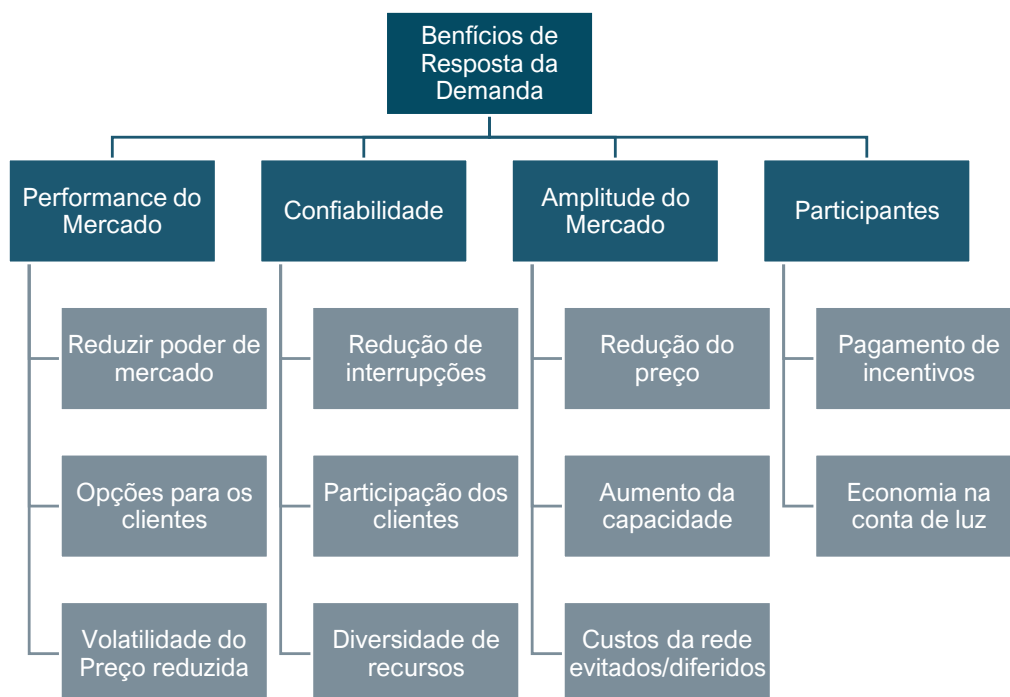 Benfícios de
Resposta da
Demanda
Performance do
Mercado
Confiabilidade
Amplitude do
Mercado
Participantes
Reduzir poder de
mercado
Redução de
interrupções
Redução do
preço
Pagamento de
incentivos
Opções para os
clientes
Participação dos
clientes
Aumento da
capacidade
Economia na
conta de luz
Volatilidade do
Preço reduzida
Diversidade de
recursos
Custos da rede
evitados/diferidos